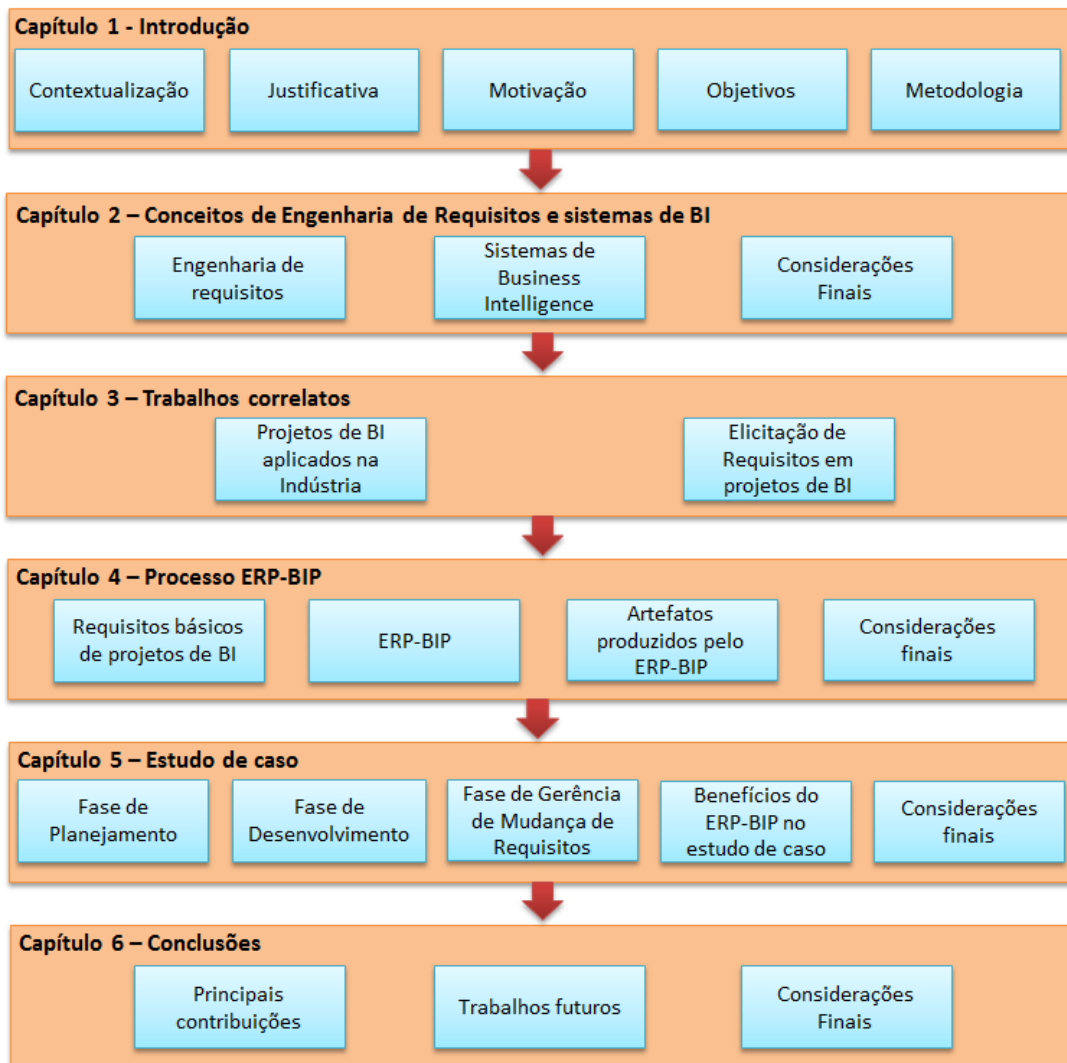 Capítulo 1 - Introdução
Contextualização
Justificativa
Motivação
Objetivos
Metodologia
Capítulo 2 – Conceitos de Engenharia de Requisitos e sistemas de BI
Engenharia de
requisitos
Sistemas de
Business
Intelligence
Considerações
Finais
Capítulo 3 – Trabalhos correlatos
Projetos de BI
aplicados na
Indústria
Elicitação de
Requisitos em
projetos de BI
Capítulo 4 – Processo ERP-BIP
Requisitos básicos
de projetos de BI
ERP-BIP
Artefatos
produzidos pelo
ERP-BIP
Considerações
finais
Capítulo 5 – Estudo de caso
Fase de
Planejamento
Fase de
Desenvolvimento
Fase de Gerência
de Mudança de
Requisitos
Benefícios do
ERP-BIP no
estudo de caso
Considerações
finais
Capítulo 6 – Conclusões
Principais
contribuições
Trabalhos futuros
Considerações
Finais